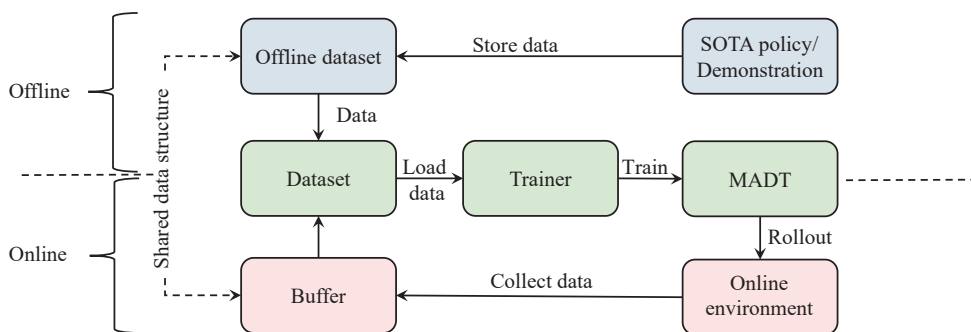 Store data
SOTA policy/
Demonstration
Offline dataset
Offline
Data
Shared data structure
Dataset
Load
data
Trainer
Train
MADT
Rollout
Online
Buffer
Collect data
Online
environment